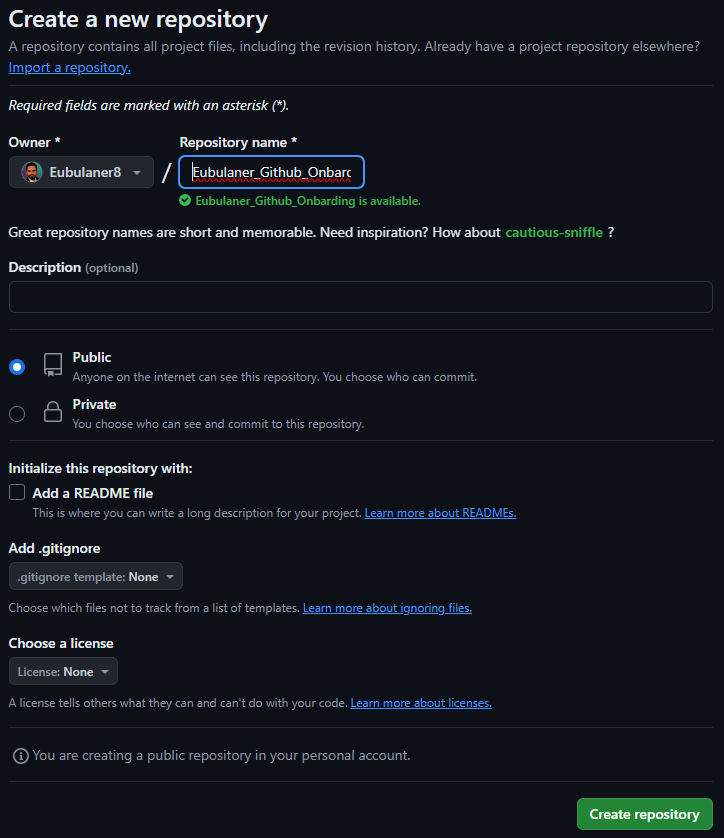 Create a new repository
A repository contains all project files, including the revision history. Already have a project repository elsewhere?
Import a repository.
Required fields are marked with an asterisk (*).
Owner *
Repository name *
Eubulaner8
/
Eubulaner_Github_Onbarc
Eubulaner_Github_Onbarding is available.
Great repository names are short and memorable. Need inspiration? How about cautious-sniffle ?
Description (optional)
Public
Anyone on the internet can see this repository. You choose who can commit.
Private
You choose who can see and commit to this repository.
Initialize this repository with:
Add a README file
This is where you can write a long description for your project. Learn more about READMEs.
Add .gitignore
.gitignore template: None
Choose which files not to track from a list of templates. Learn more about ignoring files.
Choose a license
License: None
A license tells others what they can and can't do with your code. Learn more about licenses.
You are creating a public repository in your personal account.
Create repository